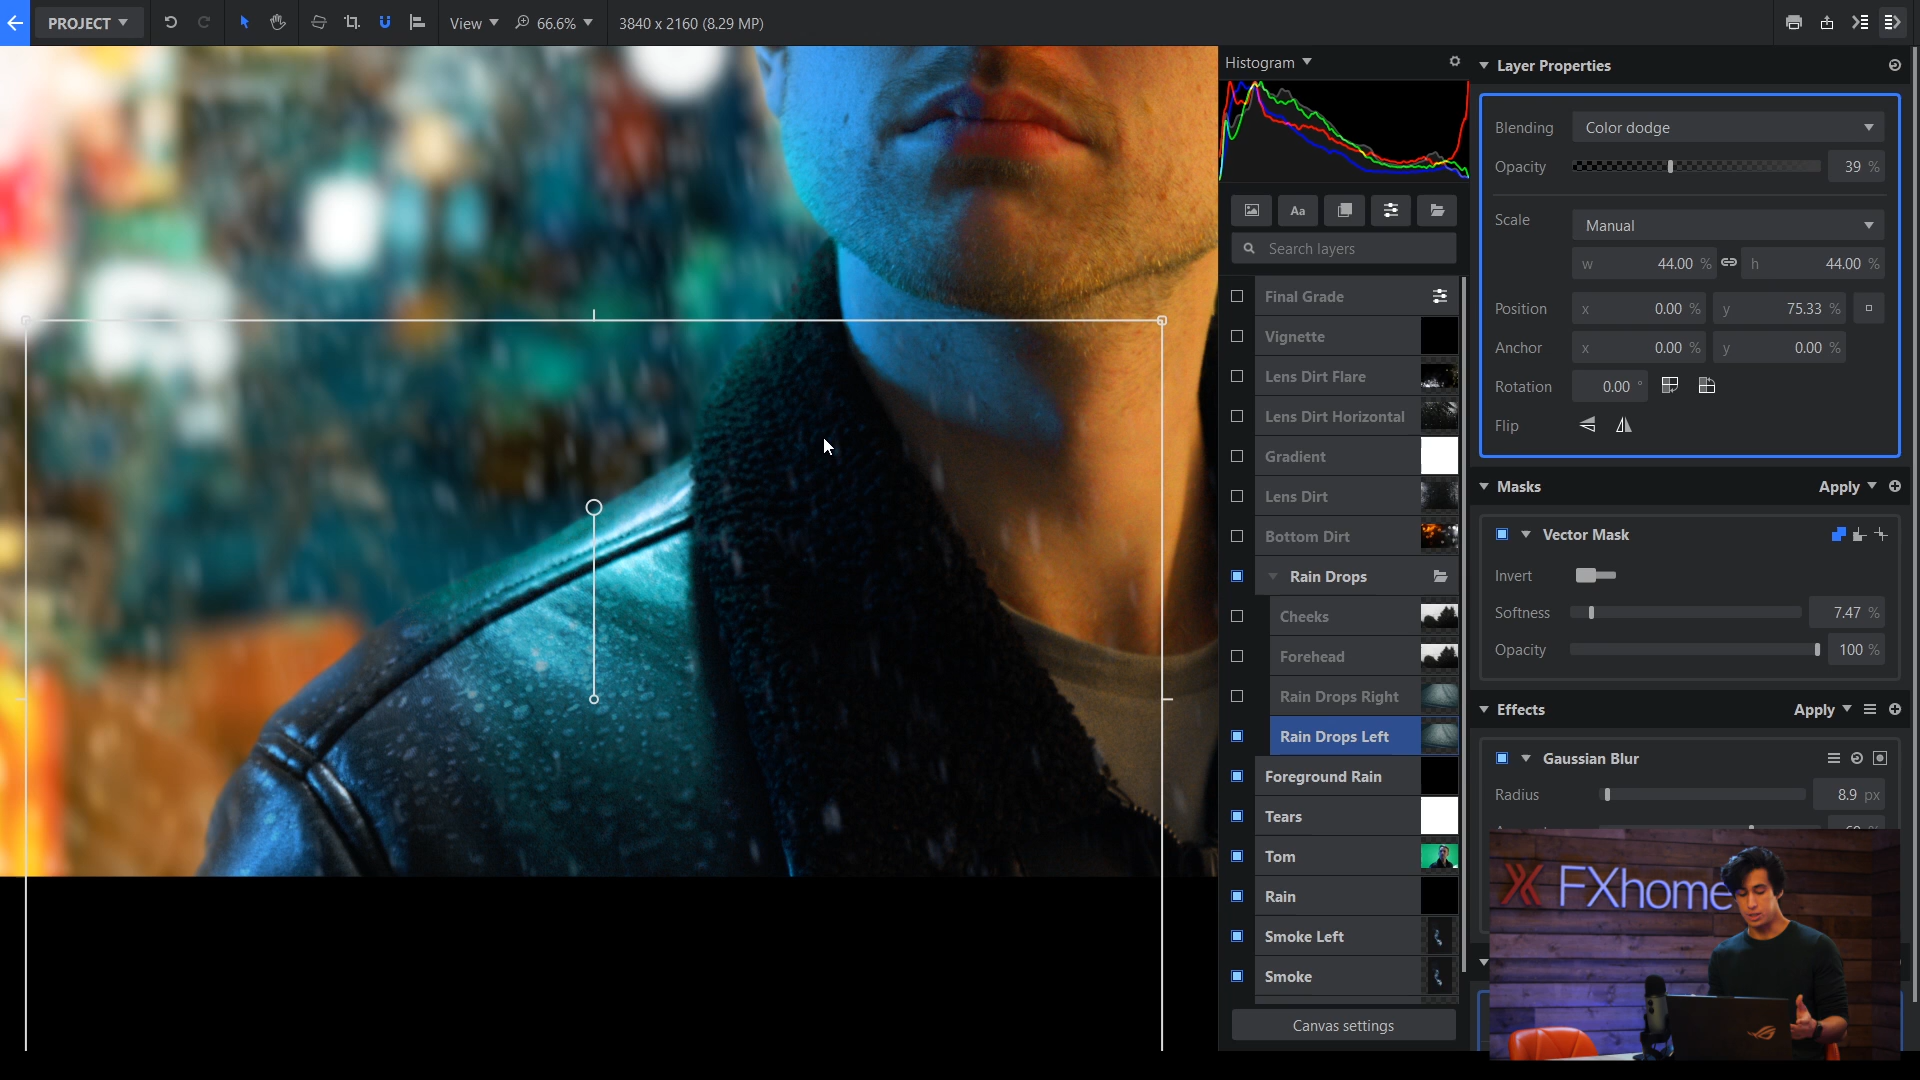 PROJECT
View
66.6%
3840 x 2160 (8.29 MP)
Histogram
Aa
Search layers
Final Grade
Vignette
Lens Dirt Flare
Lens Dirt Horizontal
Gradient
Lens Dirt
Bottom Dirt
Rain Drops
Cheeks
Forehead
Rain Drops Right
Rain Drops Left
Foreground Rain
Tears
Tom
Rain
Smoke Left
Smoke
Canvas settings
Layer Properties
Blending Color dodge
Opacity 39 %
Scale Manual
w 44.00 % h 44.00 %
Position x 0.00 % y 75.33 %
Anchor x 0.00 % y 0.00 %
Rotation 0.00 °
Flip
Masks Apply
Vector Mask
Invert
Softness 7.47 %
Opacity 100 %
Effects Apply
Gaussian Blur
Radius 8.9 px
FXhome